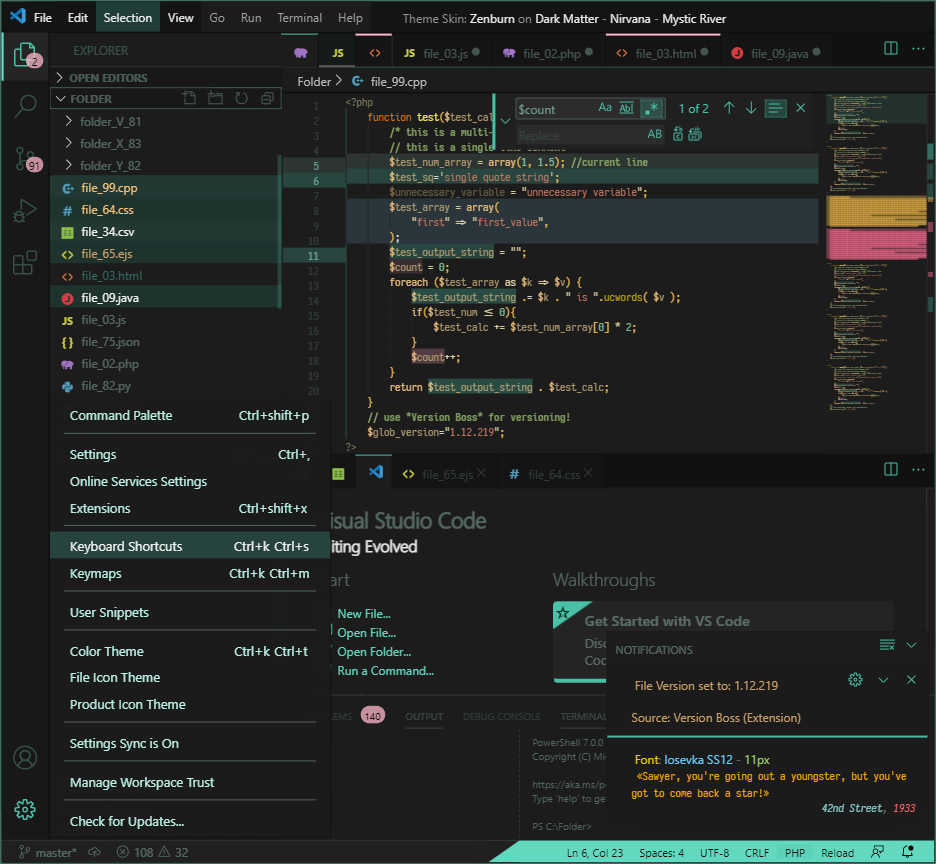 File Edit Selection View Go Run Terminal Help Theme Skin: Zenburn on Dark Matter - Nirvana - Mystic River
2
EXPLORER
JS
<>
JS file_03.js
file_02.php
<> file_03.html
file_09.java
OPEN EDITORS
FOLDER
folder_V_81
folder_X_83
folder_Y_82
91
file_99.cpp
# file_64.css
file_34.csv
<> file_65.ejs
<> file_03.html
file_09.java
JS file_03.js
{} file_75.json
file_02.php
file_82.py
Folder > file_99.cpp
$count Aa Abl .* 1 of 2
Replace AB
1 <?php
2 function test($test_cal
3 /* this is a multi-
4 // this is a single
5 $test_num_array = array(1, 1.5); //current line
6 $test_sq='single quote string';
7 $unnecessary_variable = "unnecessary variable";
8 $test_array = array(
9 "first" => "first_value",
10 );
11 $test_output_string = "";
12 $count = 0;
13 foreach ($test_array as $k => $v) {
14 $test_output_string .= $k . " is ".ucwords( $v );
15 if($test_num ≤ 0){
16 $test_calc += $test_num_array[0] * 2;
17 }
18 $count++;
19 }
20 return $test_output_string . $test_calc;
}
// use *Version Boss* for versioning!
$glob_version="1.12.219";
?>
Command Palette Ctrl+shift+p
Settings Ctrl+,
Online Services Settings
Extensions Ctrl+shift+x
Keyboard Shortcuts Ctrl+k Ctrl+s
Keymaps Ctrl+k Ctrl+m
User Snippets
Color Theme Ctrl+k Ctrl+t
File Icon Theme
Product Icon Theme
Settings Sync is On
Manage Workspace Trust
Check for Updates...
<> file_65.ejs
# file_64.css
isual Studio Code
iting Evolved
art
New File...
Open File...
Open Folder...
Run a Command...
Walkthroughs
Get Started with VS Code
Disc
Coc
NOTIFICATIONS
File Version set to: 1.12.219
Source: Version Boss (Extension)
Font: Iosevka SS12 - 11px
«Sawyer, you're going out a youngster, but you've
got to come back a star!»
42nd Street, 1933
LEMS 140 OUTPUT DEBUG CONSOLE TERMINAL
PowerShell 7.0.0
Copyright (C) Mi
https://aka.ms/p
Type 'help' to ge
PS C:\Folder>
master* 108 32 Ln 6, Col 23 Spaces: 4 UTF-8 CRLF PHP Reload